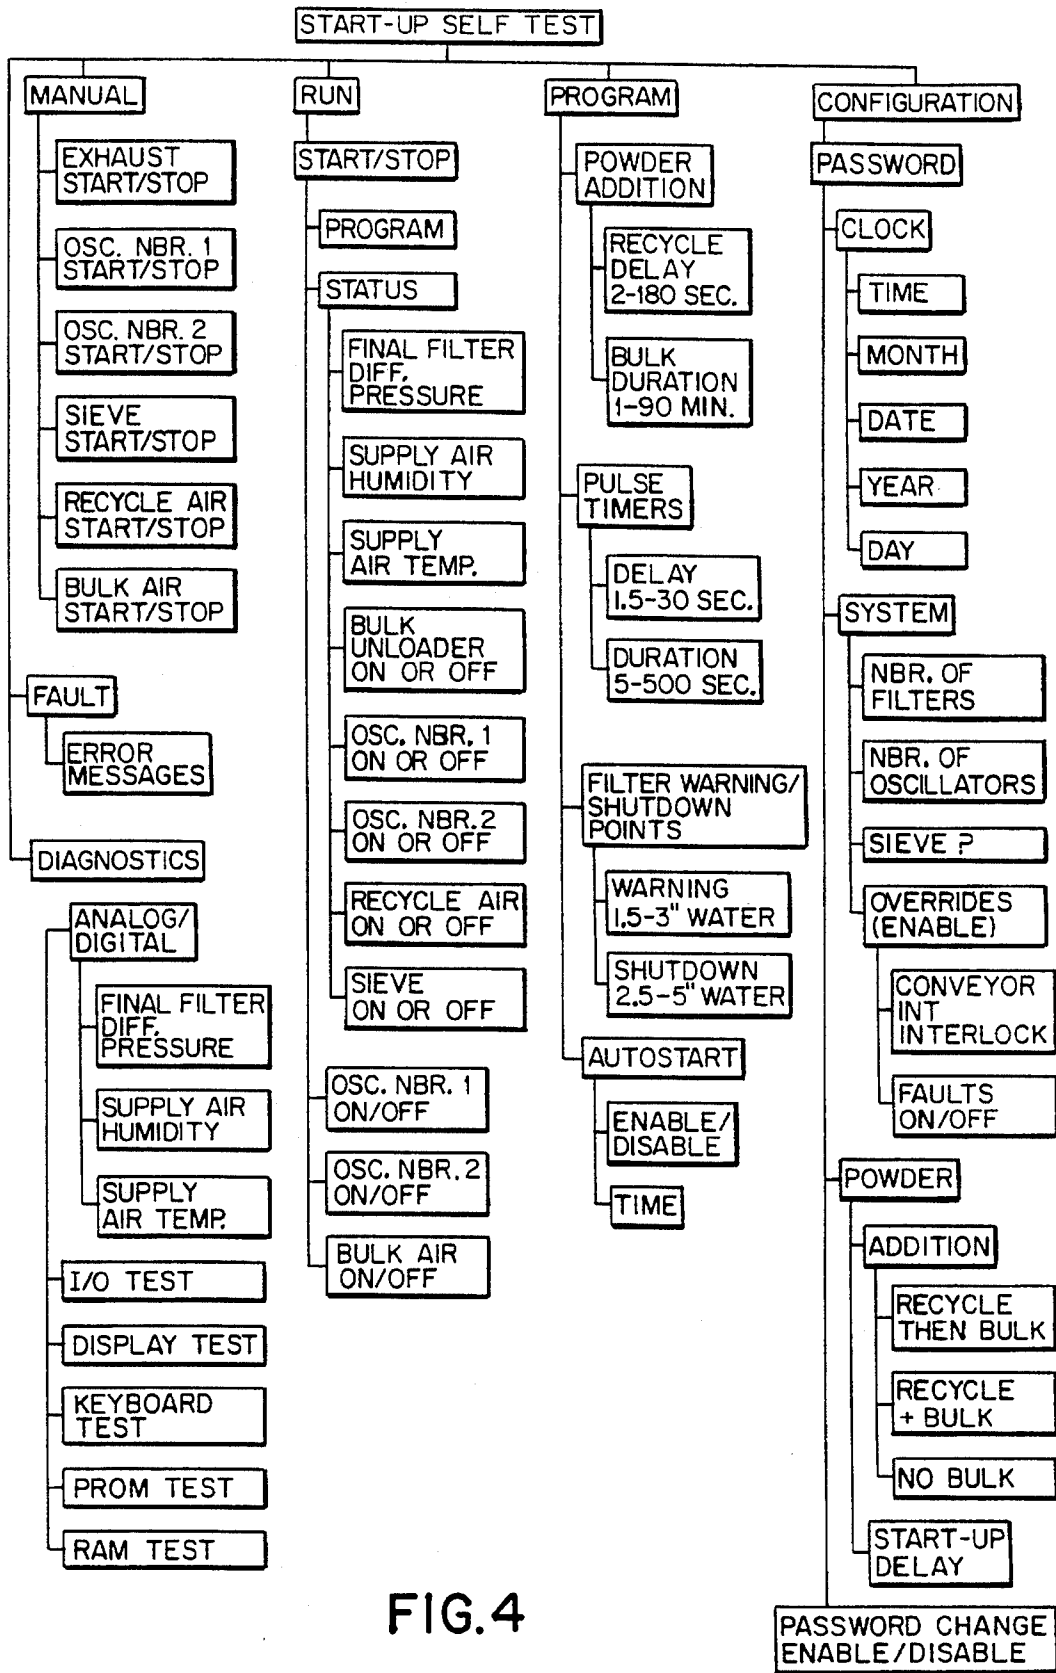 START-UP SELF TEST
MANUAL
EXHAUST
START/STOP
OSC. NBR. 1
START/STOP
OSC. NBR. 2
START/STOP
SIEVE
START/STOP
RECYCLE AIR
START/STOP
BULK AIR
START/STOP
FAULT
ERROR
MESSAGES
DIAGNOSTICS
ANALOG/
DIGITAL
FINAL FILTER
DIFF.
PRESSURE
SUPPLY AIR
HUMIDITY
SUPPLY
AIR TEMP.
I/O TEST
DISPLAY TEST
KEYBOARD
TEST
PROM TEST
RAM TEST
RUN
START/STOP
PROGRAM
STATUS
FINAL FILTER
DIFF.
PRESSURE
SUPPLY AIR
HUMIDITY
SUPPLY
AIR TEMP.
BULK
UNLOADER
ON OR OFF
OSC. NBR. 1
ON OR OFF
OSC. NBR. 2
ON OR OFF
RECYCLE AIR
ON OR OFF
SIEVE
ON OR OFF
OSC. NBR. 1
ON/OFF
OSC. NBR. 2
ON/OFF
BULK AIR
ON/OFF
PROGRAM
POWDER
ADDITION
RECYCLE
DELAY
2-180 SEC.
BULK
DURATION
1-90 MIN.
PULSE
TIMERS
DELAY
1.5-30 SEC.
DURATION
5-500 SEC.
FILTER WARNING/
SHUTDOWN
POINTS
WARNING
1.5-3" WATER
SHUTDOWN
2.5-5" WATER
AUTOSTART
ENABLE/
DISABLE
TIME
CONFIGURATION
PASSWORD
CLOCK
TIME
MONTH
DATE
YEAR
DAY
SYSTEM
NBR. OF
FILTERS
NBR. OF
OSCILLATORS
SIEVE ?
OVERRIDES
(ENABLE)
CONVEYOR
INT
INTERLOCK
FAULTS
ON/OFF
POWDER
ADDITION
RECYCLE
THEN BULK
RECYCLE
+ BULK
NO BULK
START-UP
DELAY
PASSWORD CHANGE
ENABLE/DISABLE
FIG.4